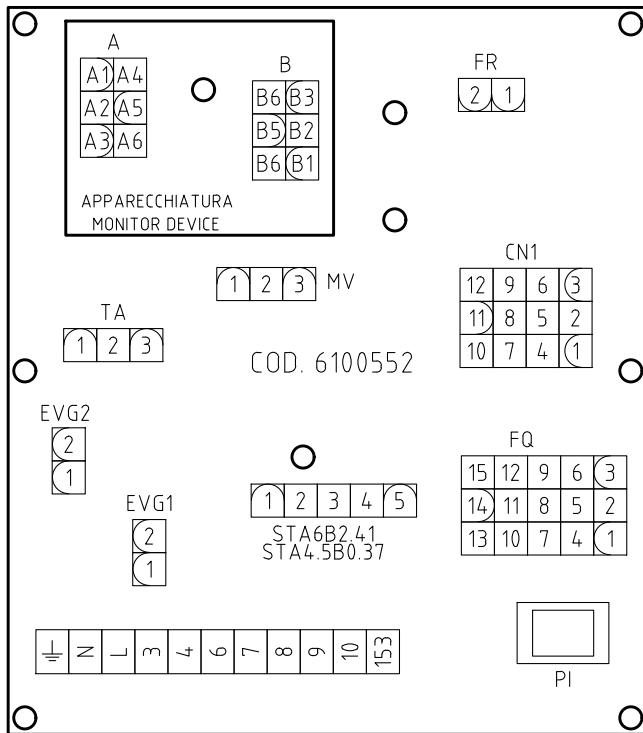 A
A1 A4
A2 A5
A3 A6
B
B6 B3
B5 B2
B6 B1
APPARECCHIATURA
MONITOR DEVICE
FR
2 1
1 2 3 MV
CN1
12 9 6 3
11 8 5 2
10 7 4 1
TA
1 2 3
COD. 6100552
EVG2
2
1
EVG1
2
1
1 2 3 4 5
STA6B2.41
STA4.5B0.37
FQ
15 12 9 6 3
14 11 8 5 2
13 10 7 4 1
N L 3 4 6 7 8 9 10 153
PI